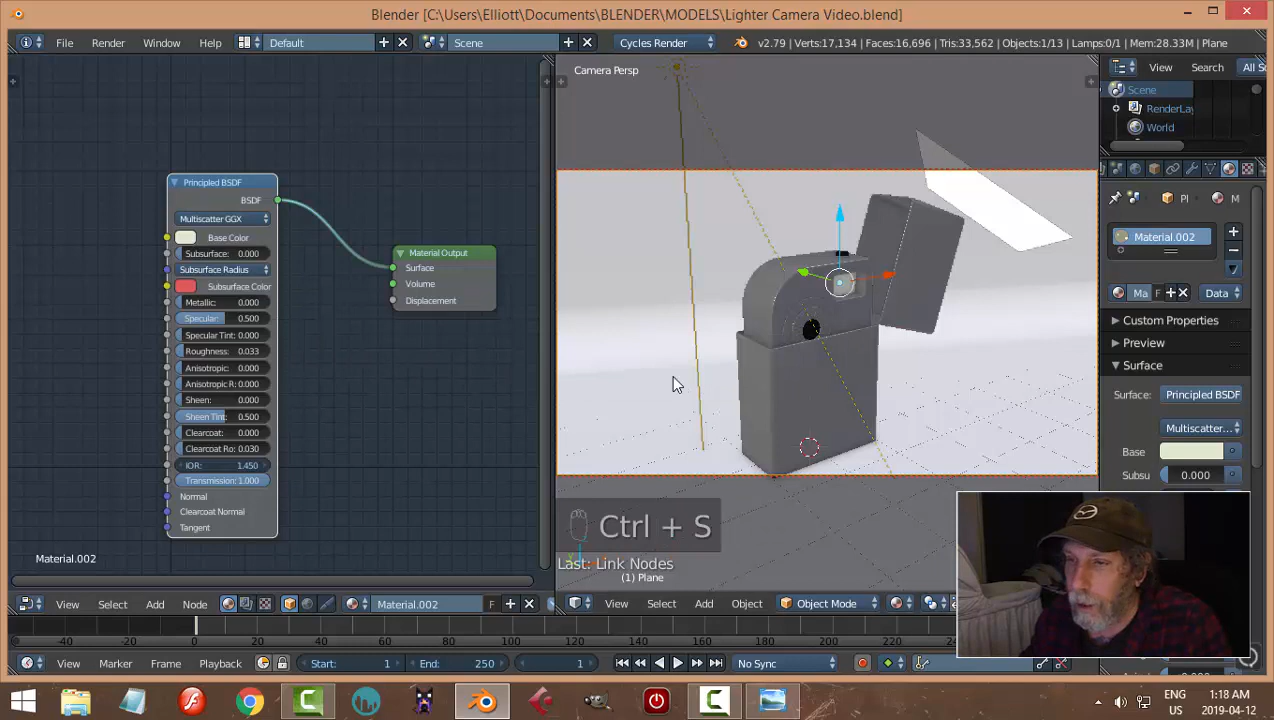 Blender [C:\Users\Elliott\Documents\BLENDER\MODELS\Lighter Camera Video.blend]
File Render Window Help Default Scene Cycles Render v2.79 | Verts:17,134 | Faces:16,696 | Tris:33,562 | Objects:1/13 | Lamps:0/1 | Mem:28.33M | Plane
Camera Persp
View Search All Sc
Scene
RenderLay
World
Principled BSDF
BSDF
Multiscatter GGX
Base Color
Subsurface: 0.000
Subsurface Radius
Subsurface Color
Metallic: 0.000
Specular: 0.500
Specular Tint: 0.000
Roughness: 0.033
Anisotropic: 0.000
Anisotropic R: 0.000
Sheen: 0.000
Sheen Tint: 0.500
Clearcoat: 0.000
Clearcoat Ro: 0.030
IOR: 1.450
Transmission: 1.000
Normal
Clearcoat Normal
Tangent
Material Output
Surface
Volume
Displacement
Pl M
Material.002
Ma F Data
Custom Properties
Preview
Surface
Surface: Principled BSDF
Multiscatter...
Base
Subsu 0.000
Ctrl + S
Last: Link Nodes
(1) Plane
Material.002
View Select Add Node Material.002 F
View Select Add Object Object Mode
-40 -20 0 20 40 60 80 100 120 140 160 180 200 220
View Marker Frame Playback Start: 1 End: 250 1 No Sync
ENG 1:18 AM
US 2019-04-12